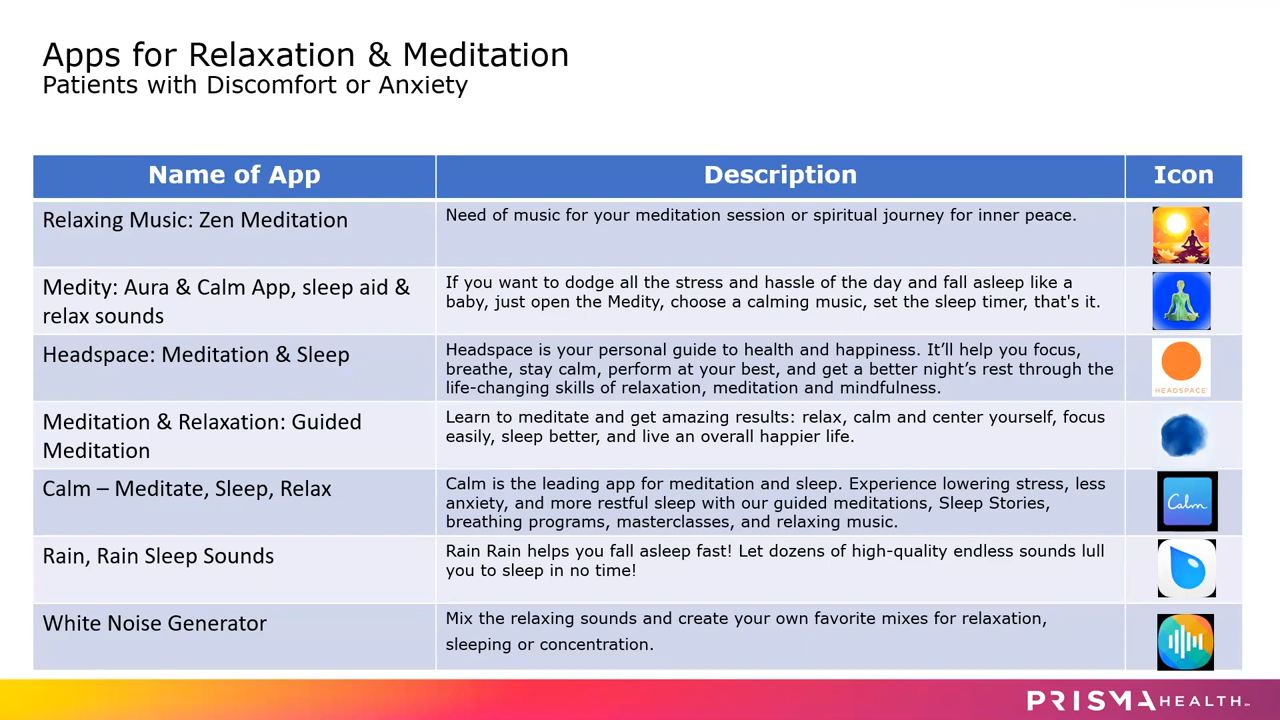 Apps for Relaxation & Meditation
Patients with Discomfort or Anxiety
Name of App
Description
Icon
Relaxing Music: Zen Meditation
Need of music for your meditation session or spiritual journey for inner peace.
Medity: Aura & Calm App, sleep aid &
relax sounds
If you want to dodge all the stress and hassle of the day and fall asleep like a
baby, just open the Medity, choose a calming music, set the sleep timer, that's it.
Headspace: Meditation & Sleep
Headspace is your personal guide to health and happiness. It’ll help you focus,
breathe, stay calm, perform at your best, and get a better night’s rest through the
life-changing skills of relaxation, meditation and mindfulness.
HEADSPACE
Meditation & Relaxation: Guided
Meditation
Learn to meditate and get amazing results: relax, calm and center yourself, focus
easily, sleep better, and live an overall happier life.
Calm – Meditate, Sleep, Relax
Calm is the leading app for meditation and sleep. Experience lowering stress, less
anxiety, and more restful sleep with our guided meditations, Sleep Stories,
breathing programs, masterclasses, and relaxing music.
Calm
Rain, Rain Sleep Sounds
Rain Rain helps you fall asleep fast! Let dozens of high-quality endless sounds lull
you to sleep in no time!
White Noise Generator
Mix the relaxing sounds and create your own favorite mixes for relaxation,
sleeping or concentration.
PRISMA HEALTH